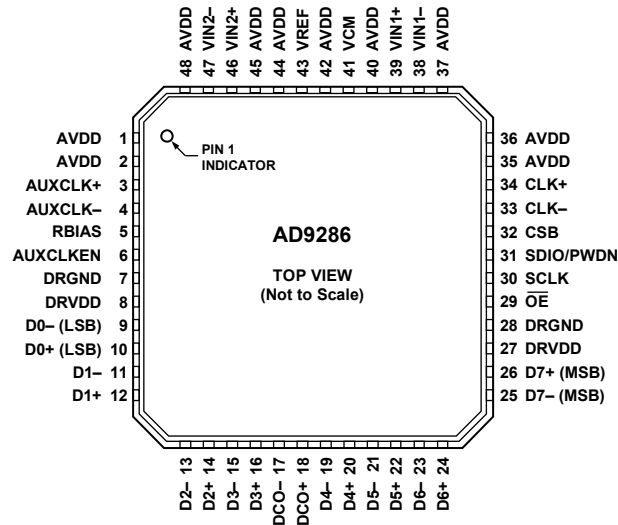 48 AVDD
47 VIN2–
46 VIN2+
45 AVDD
44 AVDD
43 VREF
42 AVDD
41 VCM
40 AVDD
39 VIN1+
38 VIN1–
37 AVDD
AVDD 1
AVDD 2
AUXCLK+ 3
AUXCLK– 4
RBIAS 5
AUXCLKEN 6
DRGND 7
DRVDD 8
D0– (LSB) 9
D0+ (LSB) 10
D1– 11
D1+ 12
PIN 1
INDICATOR
AD9286
TOP VIEW
(Not to Scale)
36 AVDD
35 AVDD
34 CLK+
33 CLK–
32 CSB
31 SDIO/PWDN
30 SCLK
29 OE
28 DRGND
27 DRVDD
26 D7+ (MSB)
25 D7– (MSB)
D2– 13
D2+ 14
D3– 15
D3+ 16
DCO– 17
DCO+ 18
D4– 19
D4+ 20
D5– 21
D5+ 22
D6– 23
D6+ 24